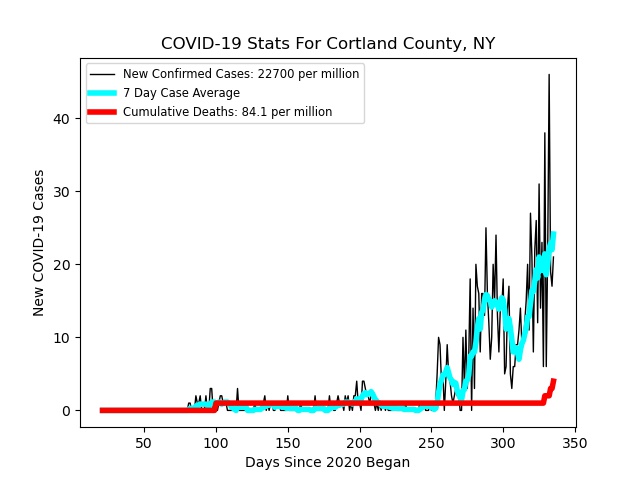 COVID-19 Stats For Cortland County, NY
New Confirmed Cases: 22700 per million
7 Day Case Average
Cumulative Deaths: 84.1 per million
New COVID-19 Cases
40
30
20
10
0
50
100
150
200
250
300
350
Days Since 2020 Began